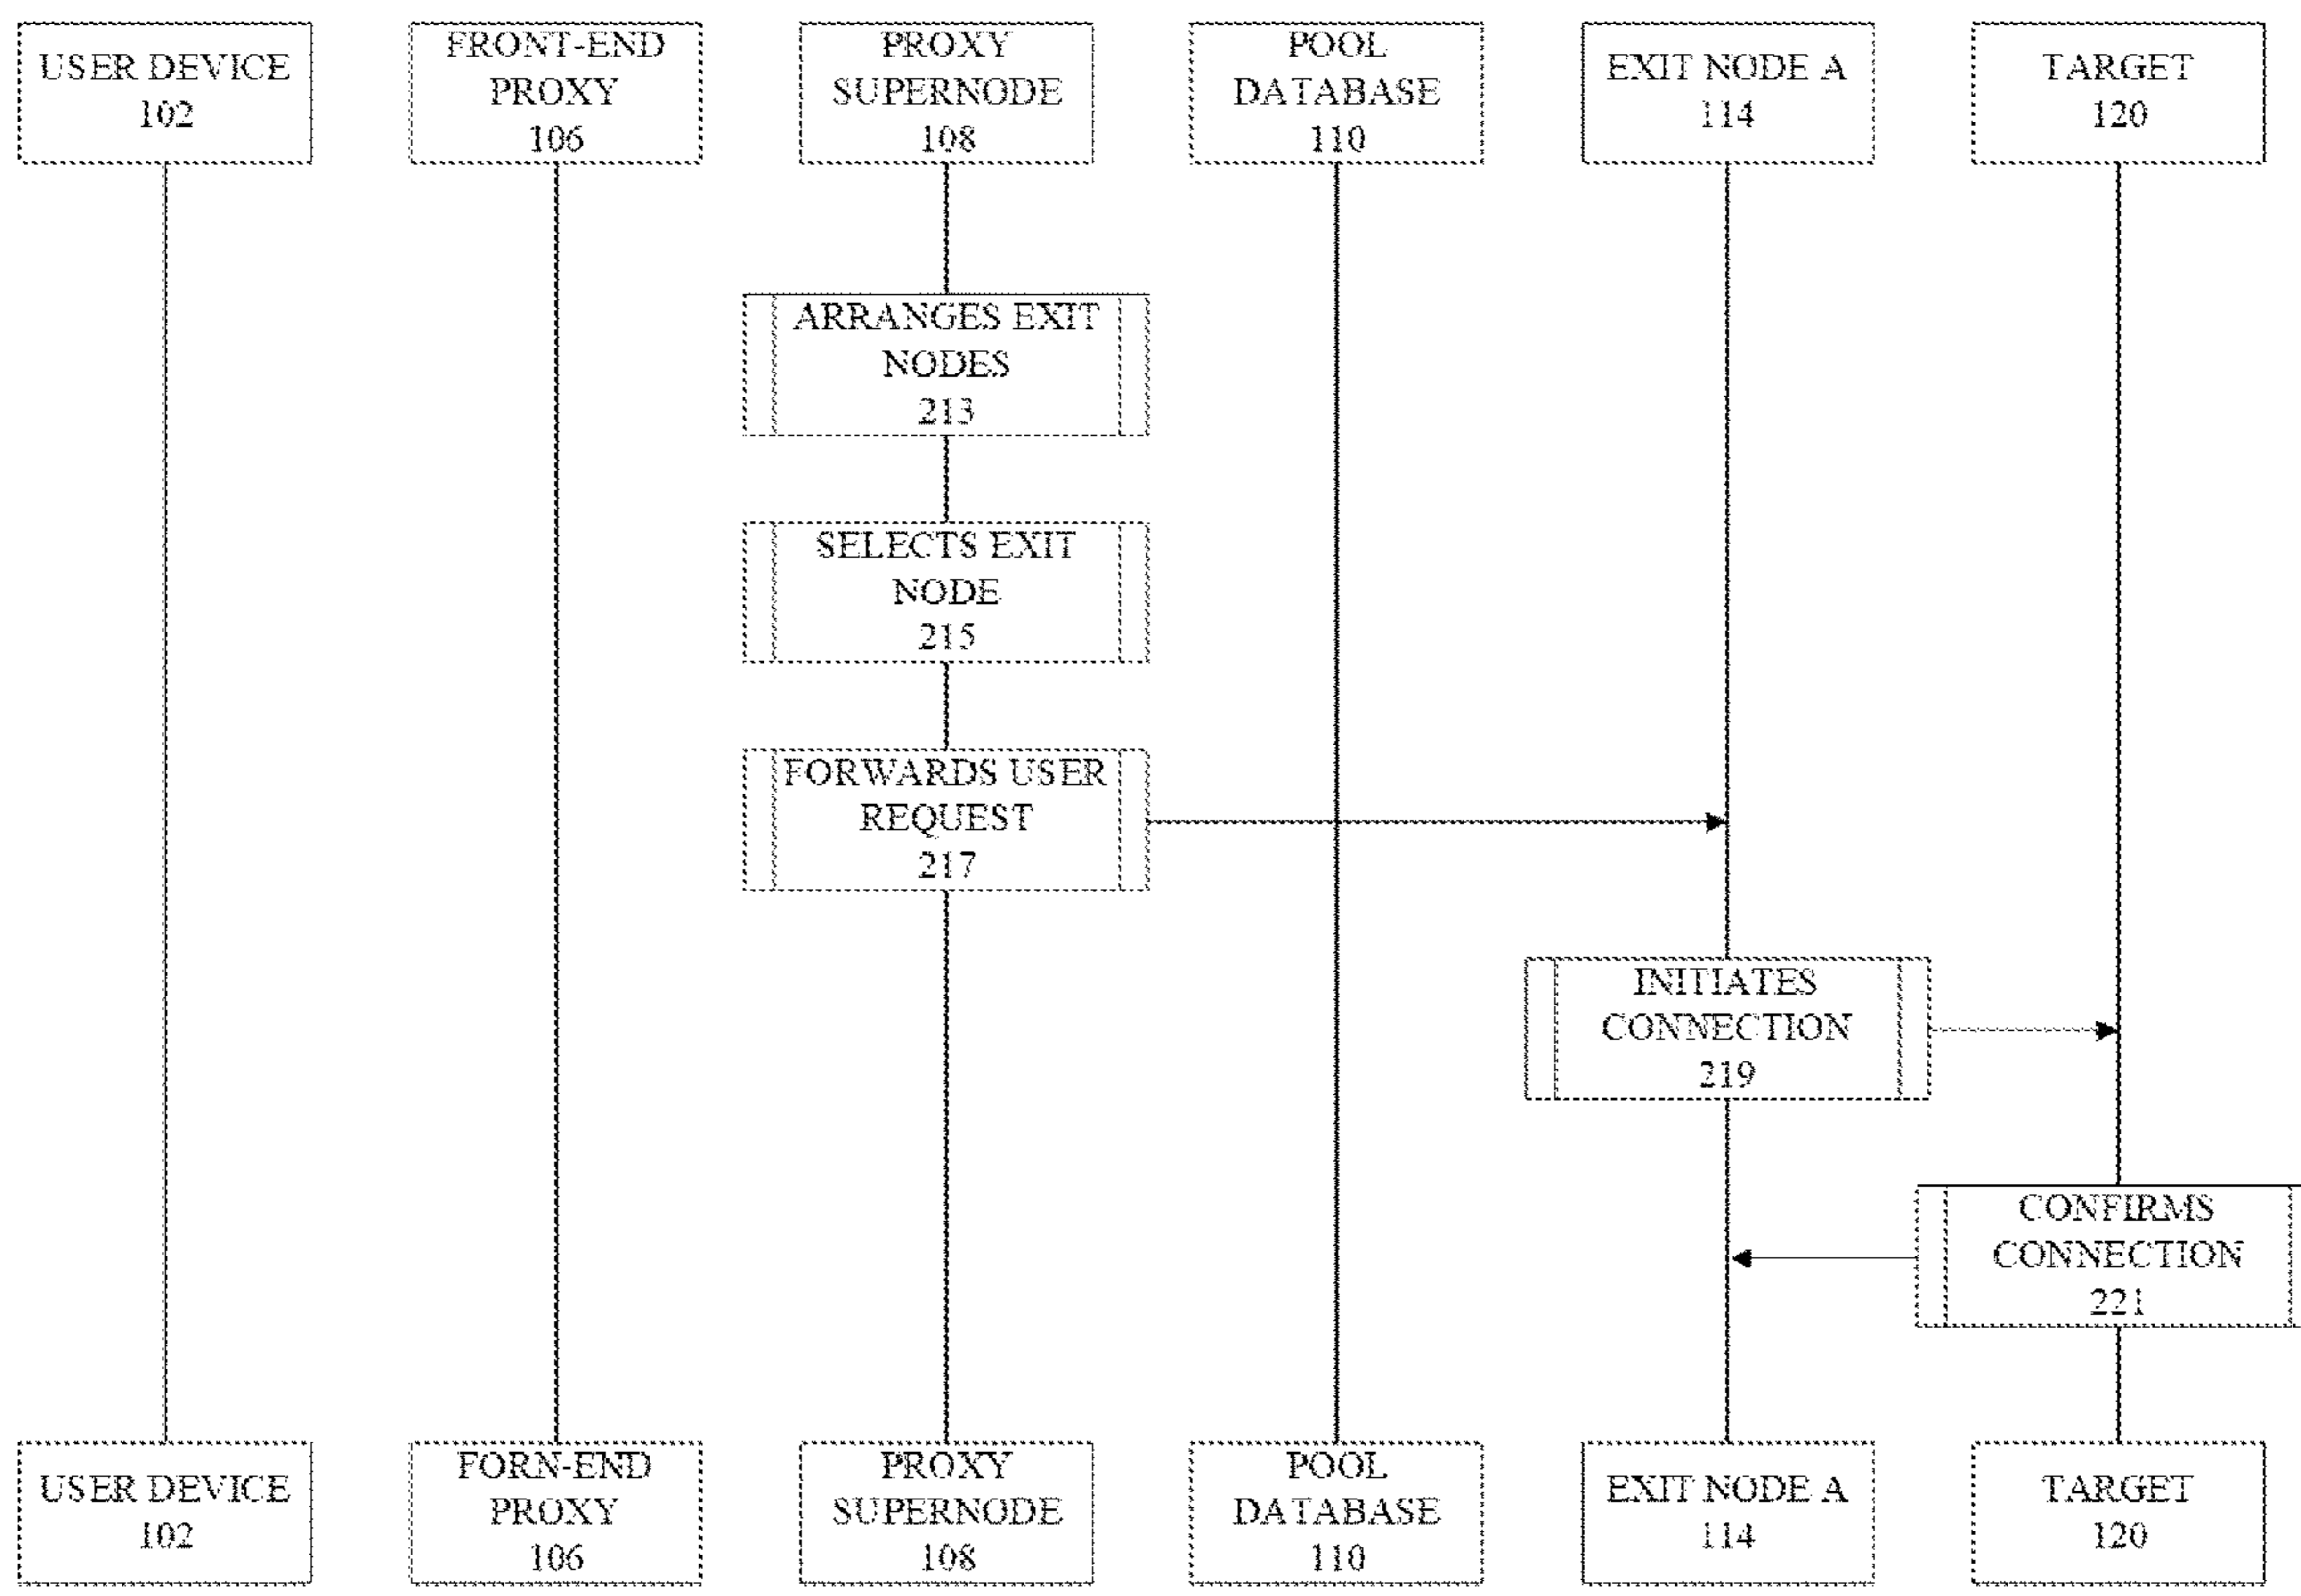 USER DEVICE
102
FRONT-END
PROXY
106
PROXY
SUPERNODE
108
POOL
DATABASE
110
EXIT NODE A
114
TARGET
120
ARRANGES EXIT
NODES
213
SELECTS EXIT
NODE
215
FORWARDS USER
REQUEST
217
INITIATES
CONNECTION
219
CONFIRMS
CONNECTION
221
USER DEVICE
102
FORN-END
PROXY
106
PROXY
SUPERNODE
108
POOL
DATABASE
110
EXIT NODE A
114
TARGET
120